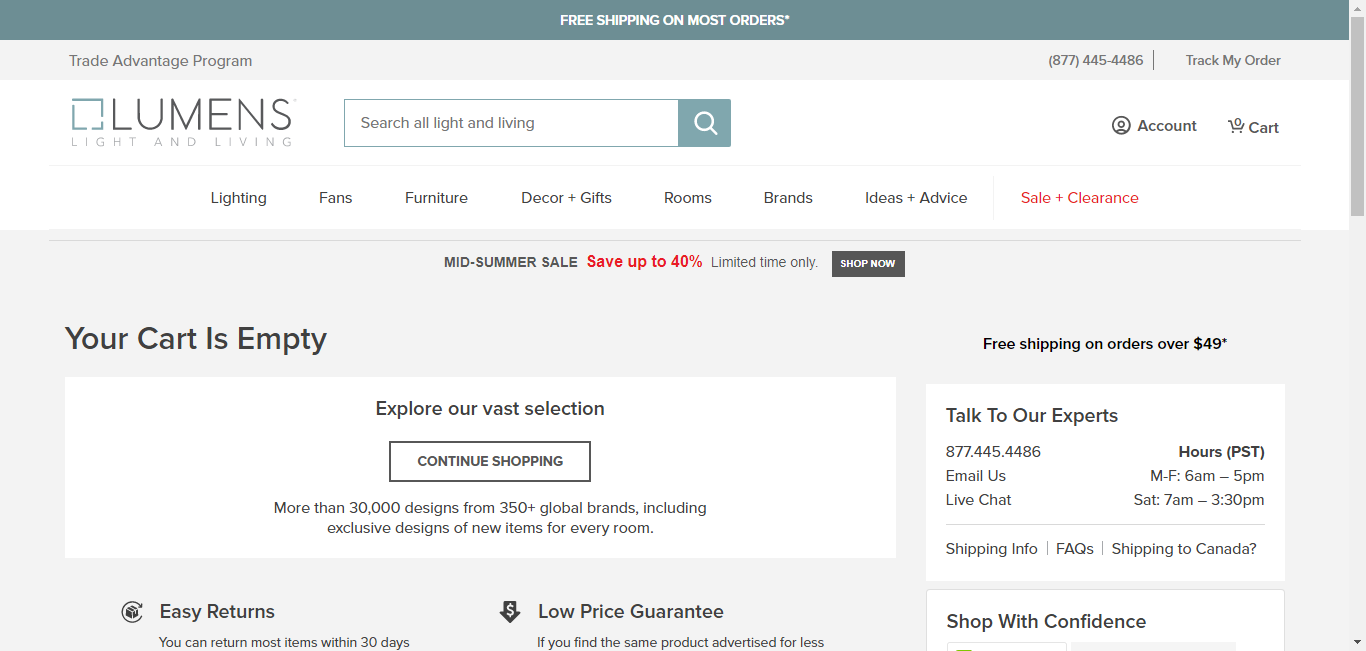 FREE SHIPPING ON MOST ORDERS*
Trade Advantage Program
(877) 445-4486
Track My Order
LUMENS
LIGHT AND LIVING
Search all light and living
Account
0
Cart
Lighting
Fans
Furniture
Decor + Gifts
Rooms
Brands
Ideas + Advice
Sale + Clearance
MID-SUMMER SALE Save up to 40% Limited time only. SHOP NOW
Your Cart Is Empty
Free shipping on orders over $49*
Explore our vast selection
CONTINUE SHOPPING
More than 30,000 designs from 350+ global brands, including
exclusive designs of new items for every room.
Talk To Our Experts
877.445.4486
Hours (PST)
Email Us
M-F: 6am – 5pm
Live Chat
Sat: 7am – 3:30pm
Shipping Info
FAQs
Shipping to Canada?
Easy Returns
You can return most items within 30 days
Low Price Guarantee
If you find the same product advertised for less
Shop With Confidence